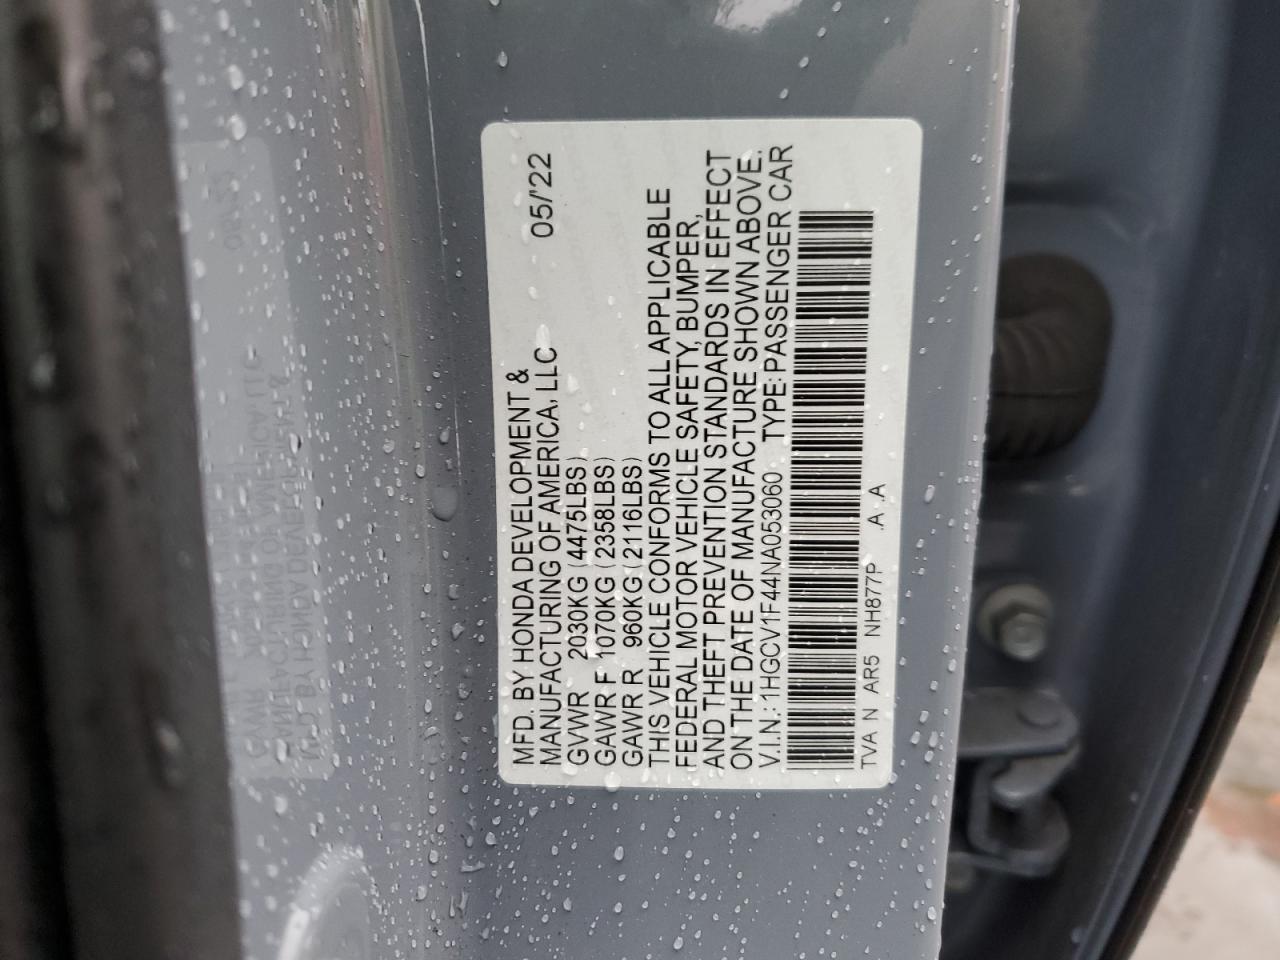 05/'22
MFD. BY HONDA DEVELOPMENT &
MANUFACTURING OF AMERICA, LLC
GVWR 2030KG (4475LBS)
GAWR F 1070KG (2358LBS)
GAWR R 960KG (2116LBS)
THIS VEHICLE CONFORMS TO ALL APPLICABLE
FEDERAL MOTOR VEHICLE SAFETY, BUMPER,
AND THEFT PREVENTION STANDARDS IN EFFECT
ON THE DATE OF MANUFACTURE SHOWN ABOVE.
V.I.N.: 1HGCV1F44NA053060 TYPE: PASSENGER CAR
TVA N AR5 NH877P .A .A